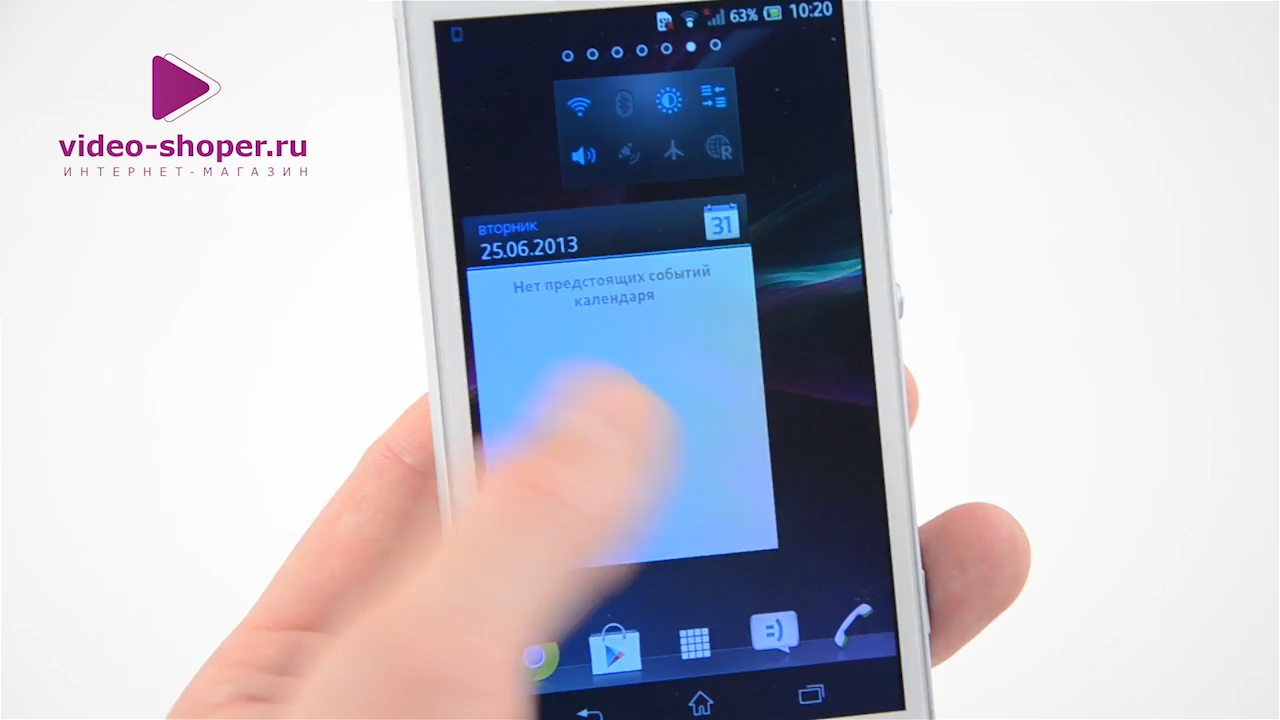 video-shoper.ru
ИНТЕРНЕТ-МАГАЗИН
63% 10:20
R
вторник
25.06.2013
31
Нет предстоящих событий
календаря